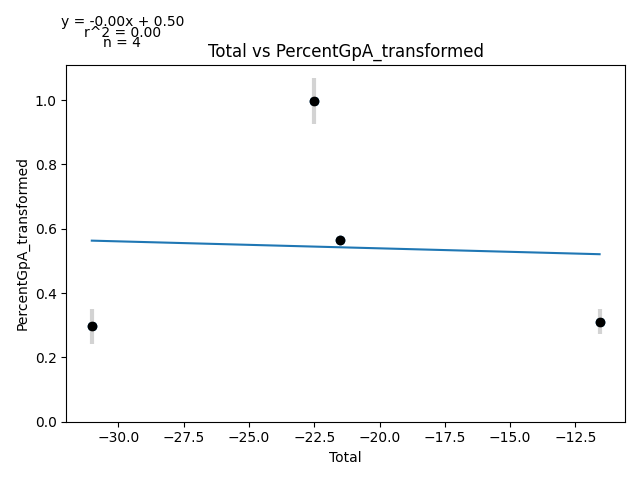 y = -0.00x + 0.50
r^2 = 0.00
n = 4
Total vs PercentGpA_transformed
PercentGpA_transformed
1.0
0.8
0.6
0.4
0.2
0.0
−30.0 −27.5 −25.0 −22.5 −20.0 −17.5 −15.0 −12.5
Total